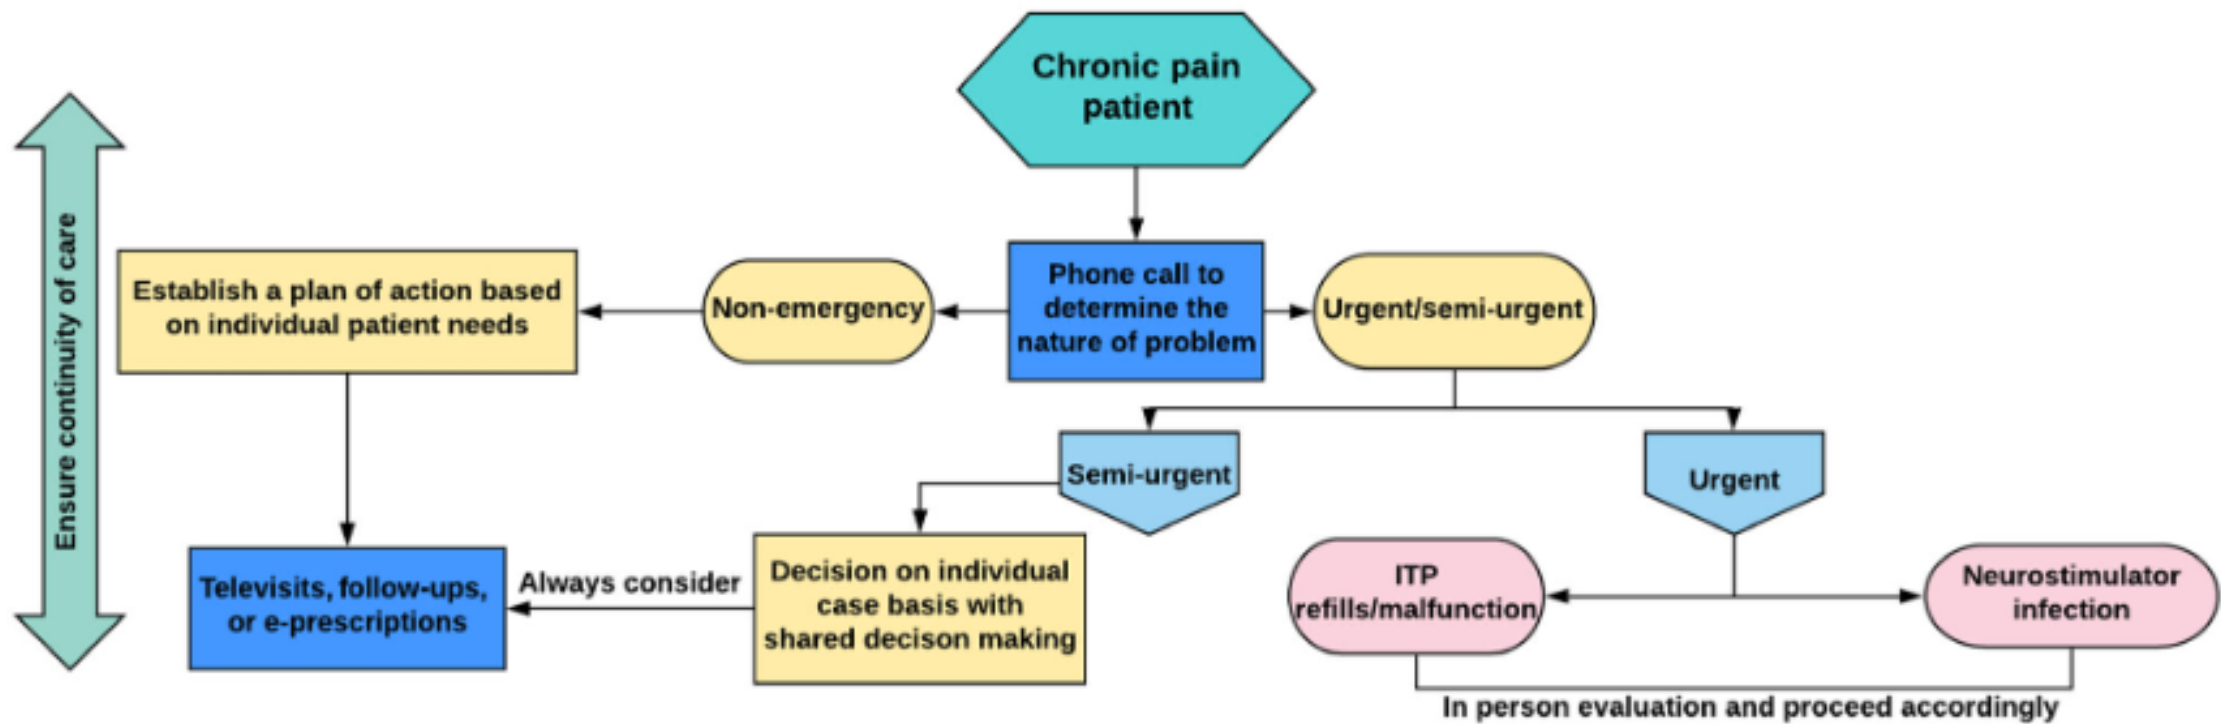 Chronic pain
patient
Ensure continuity of care
Establish a plan of action based
on individual patient needs
Non-emergency
Phone call to
determine the
nature of problem
Urgent/semi-urgent
Semi-urgent
Urgent
Televisits, follow-ups,
or e-prescriptions
Always consider
Decision on individual
case basis with
shared decison making
ITP
refills/malfunction
Neurostimulator
infection
In person evaluation and proceed accordingly